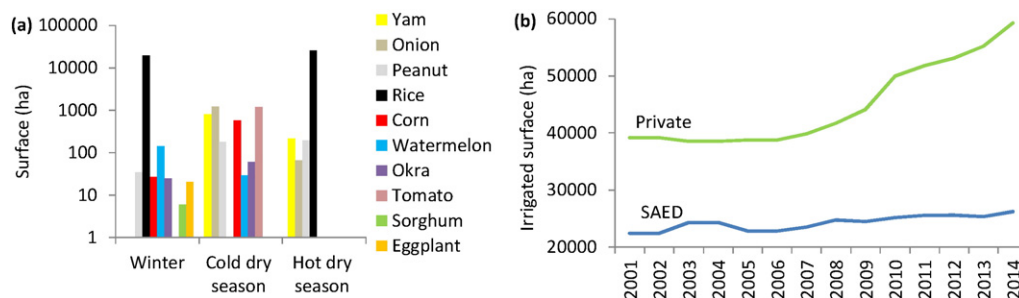 (a)
Surface (ha)
100000
10000
1000
100
10
1
Winter
Cold dry season
Hot dry season
Yam
Onion
Peanut
Rice
Corn
Watermelon
Okra
Tomato
Sorghum
Eggplant
(b)
Irrigated surface (ha)
60000
50000
40000
30000
20000
Private
SAED
2001
2002
2003
2004
2005
2006
2007
2008
2009
2010
2011
2012
2013
2014